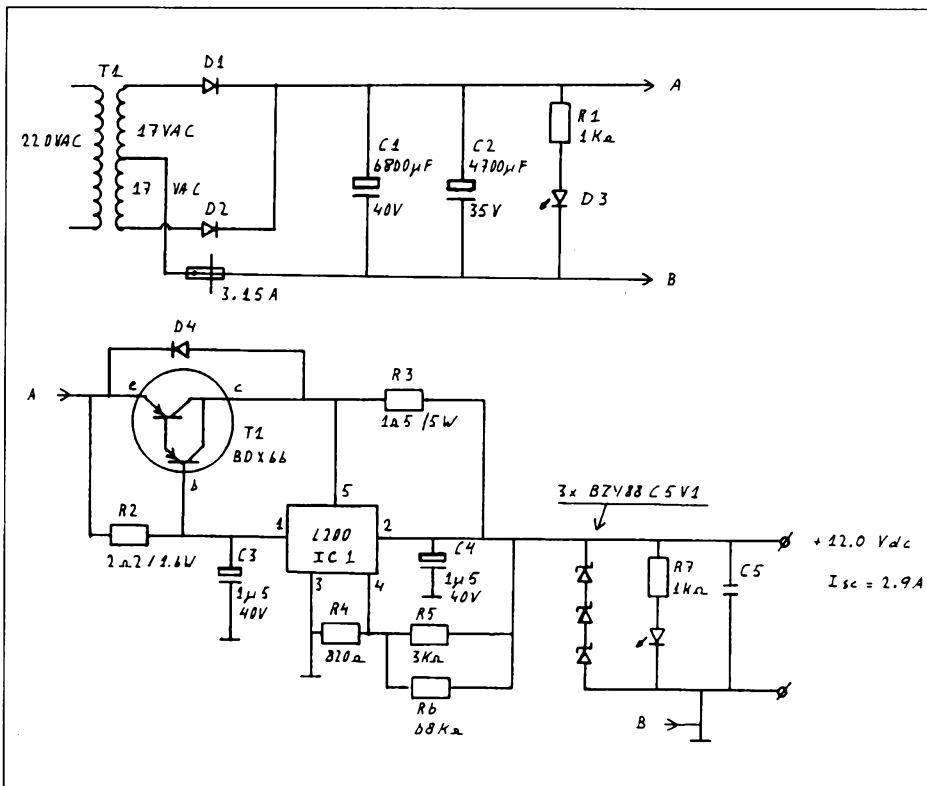 T1
D1
A
220VAC
17VAC
C1
6800µF
40V
C2
4700µF
35V
R1
1KΩ
17 VAC
D2
D3
3.15A
B
D4
A
e
c
R3
1Ω5 /5W
T1
BDX66
b
5
3x BZY88 C5V1
R2
2Ω2/1.6W
1
L200
IC1
2
3
4
C3
1µ5
40V
C4
1µ5
40V
R7
1KΩ
C5
+12.0 Vdc
Isc = 2.9A
R4
820Ω
R5
3KΩ
R6
68KΩ
B